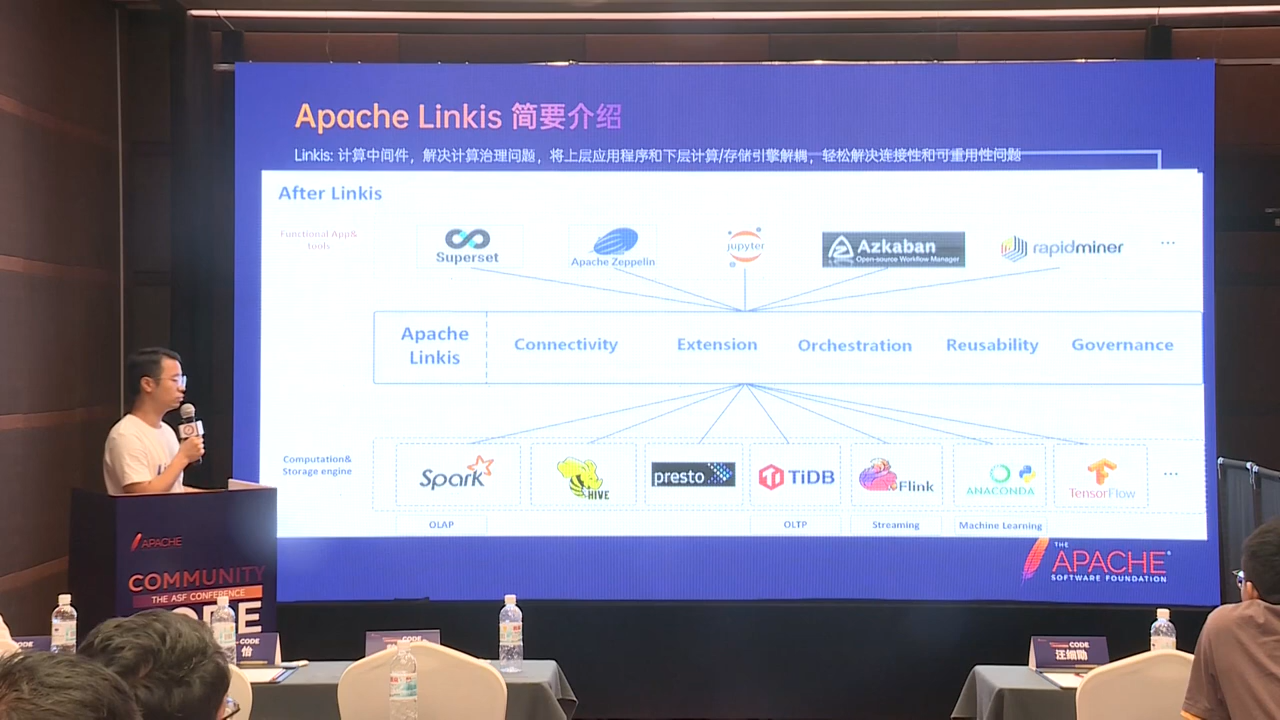 Apache Linkis 简要介绍
Linkis: 计算中间件，解决计算治理问题，将上层应用程序和下层计算/存储引擎解耦，轻松解决连接性和可重用性问题
After Linkis
Functional App&
tools
Superset
Apache Zeppelin
jupyter
Azkaban
Open-source Workflow Manager
rapidminer
...
Apache
Linkis
Connectivity
Extension
Orchestration
Reusability
Governance
Computation&
Storage engine
Spark
HIVE
presto
TiDB
Flink
ANACONDA
TensorFlow
...
OLAP
OLTP
Streaming
Machine Learning
THE
APACHE
SOFTWARE FOUNDATION
APACHE
COMMUNITY
THE ASF CONFERENCE
CODE
CODE
怡
CODE
CODE
汪细勖